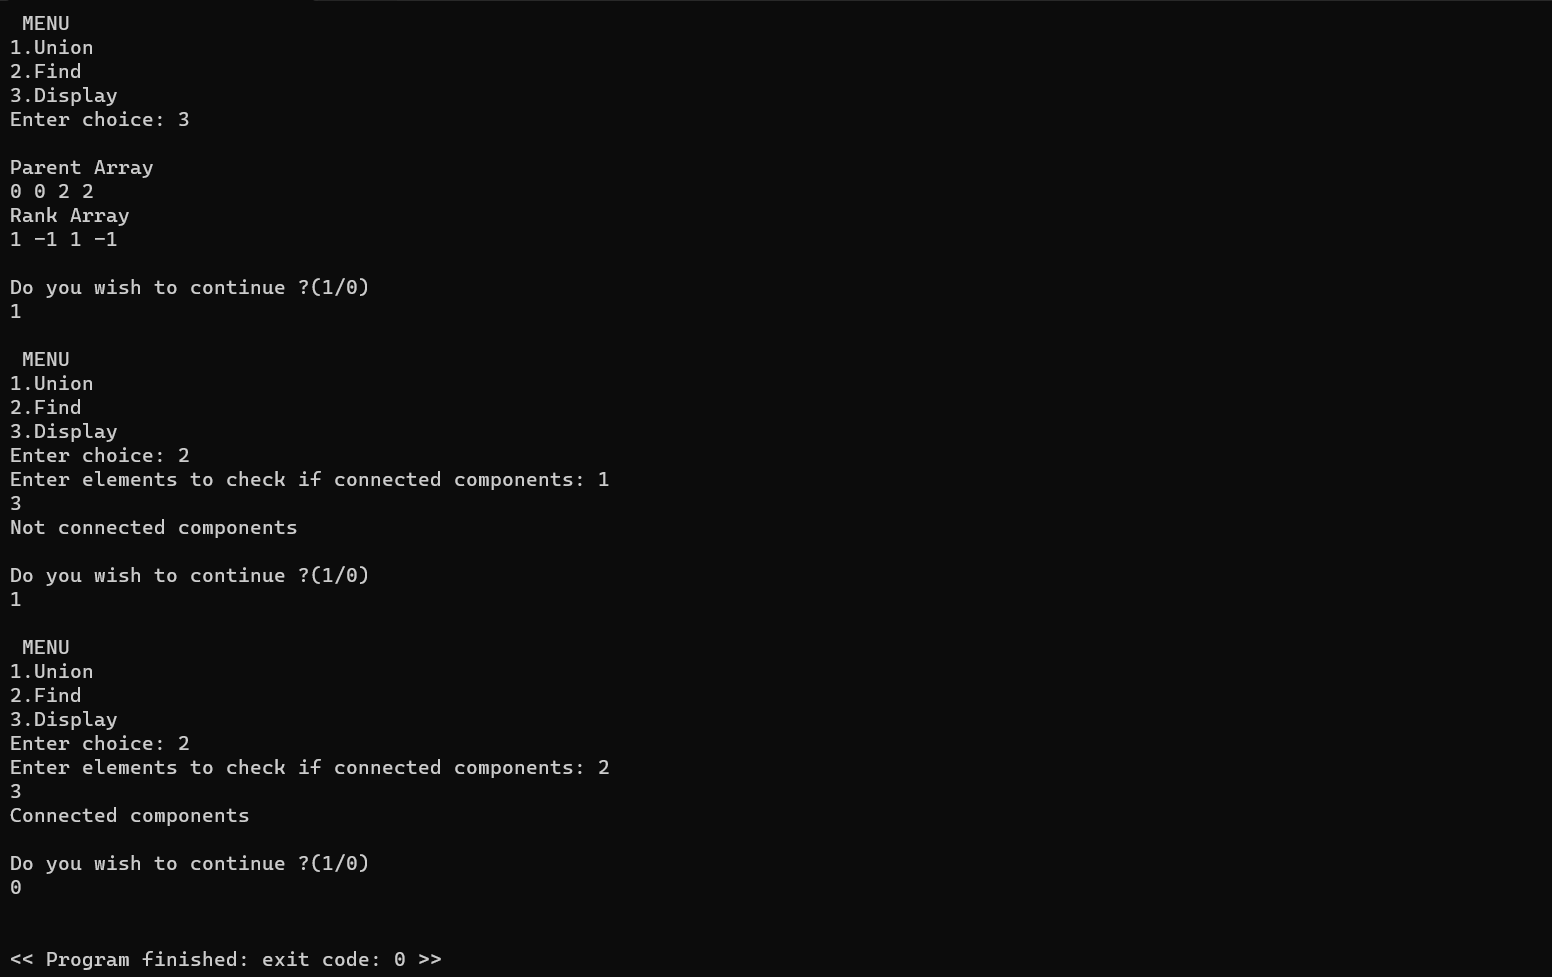 MENU
1.Union
2.Find
3.Display
Enter choice: 3
Parent Array
0 0 2 2
Rank Array
1 -1 1 -1
Do you wish to continue ?(1/0)
1
MENU
1.Union
2.Find
3.Display
Enter choice: 2
Enter elements to check if connected components: 1
3
Not connected components
Do you wish to continue ?(1/0)
1
MENU
1.Union
2.Find
3.Display
Enter choice: 2
Enter elements to check if connected components: 2
3
Connected components
Do you wish to continue ?(1/0)
0
<< Program finished: exit code: 0 >>